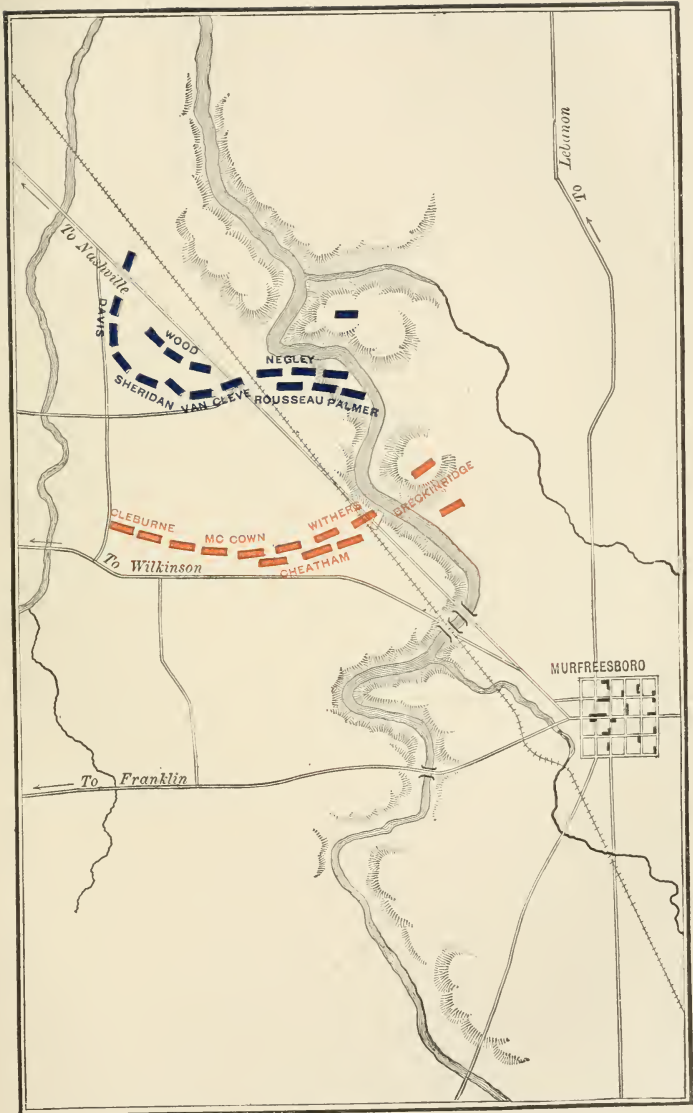 To Lebanon
To Nashville
DAVIS
WOOD
NEGLEY
SHERIDAN
VAN CLEVE
ROUSSEAU
PALMER
BRECKINRIDGE
CLEBURNE
MC COWN
WITHERS
CHEATHAM
To Wilkinson
MURFREESBORO
To Franklin